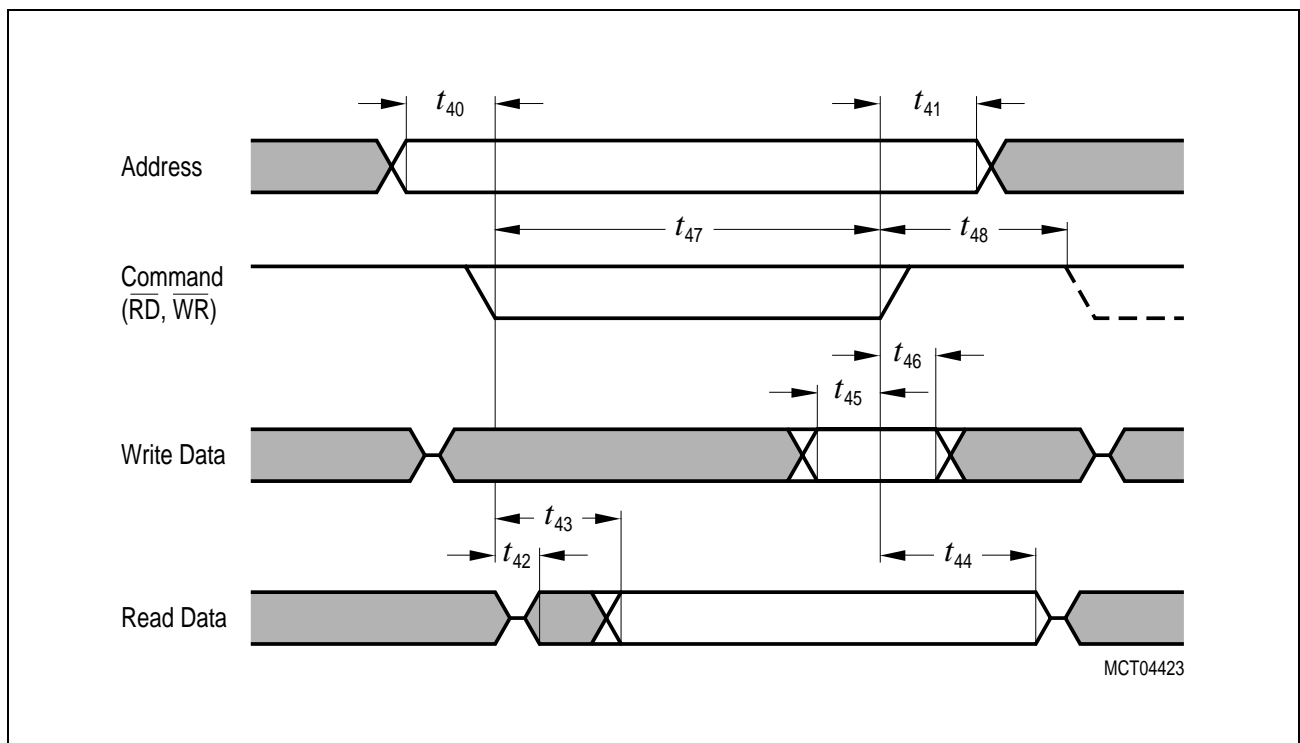 t40 t41
Address
t47 t48
Command
(RD, WR)
t46
t45
Write Data
t43
t42 t44
Read Data
MCT04423